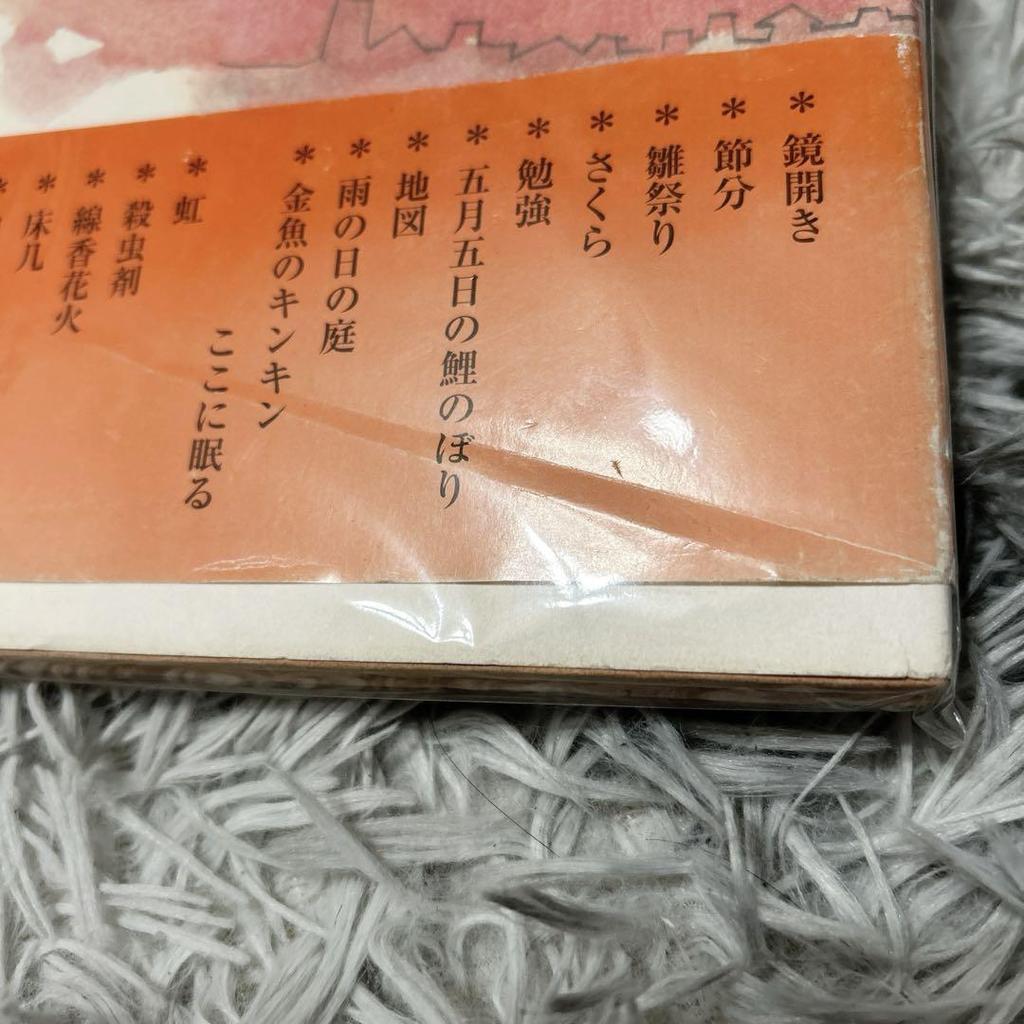 ＊鏡開き
＊節分
＊雛祭り
＊さくら
＊勉強
＊五月五日の鯉のぼり
＊地図
＊雨の日の庭
＊金魚のキンキン
ここに眠る
＊虹
＊殺虫剤
＊線香花火
＊床几
＊